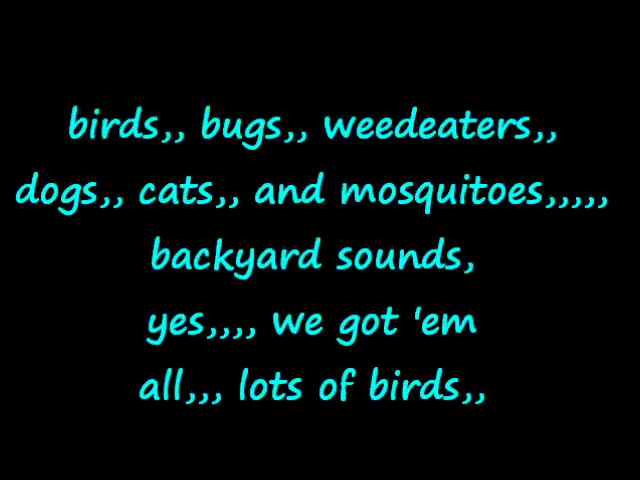 birds,, bugs,, weedeaters,,
dogs,, cats,, and mosquitoes,,,,,
backyard sounds,
yes,,,, we got 'em
all,,, lots of birds,,